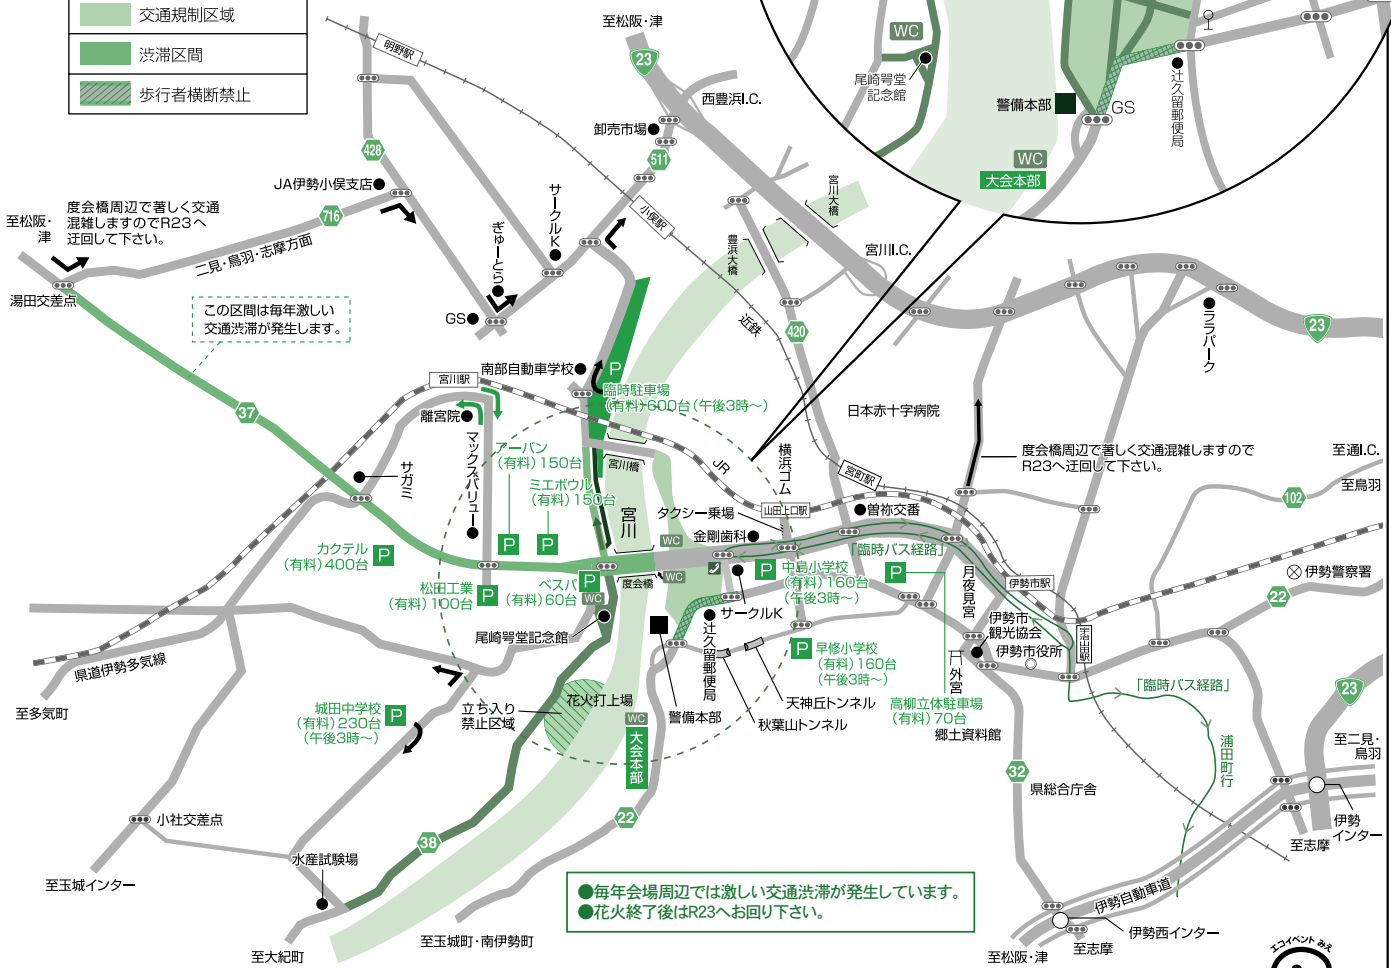 交通規制区域
渋滞区間
歩行者横断禁止
WC
尾崎咢堂
記念館
警備本部
GS
辻久留郵便局
WC
大会本部
至松阪・津
23
明野駅
西豊浜I.C.
卸売市場
511
428
JA伊勢小俣支店
716
至松阪・
津
度会橋周辺で著しく交通
混雑しますのでR23へ
迂回して下さい。
二見・鳥羽・志摩方面
湯田交差点
サークルK
ぎゅーとら
GS
小俣駅
宮川大橋
豊浜大橋
宮川I.C.
近鉄
420
ララパーク
23
この区間は毎年激しい
交通渋滞が発生します。
南部自動車学校
P
臨時駐車場
(有料)600台(午後3時〜)
宮川駅
離宮院
37
マックスバリュー
サガミ
アーバン
(有料)150台
ミエボウル
(有料)150台
宮川橋
宮川
JR
横浜ゴム
日本赤十字病院
宮町駅
度会橋周辺で著しく交通混雑しますので
R23へ迂回して下さい。
至通I.C.
至鳥羽
102
タクシー乗場
山田上口駅
曽祢交番
金剛歯科
WC
「臨時バス経路」
カクテル
(有料)400台
P
P
P
松田工業
(有料)100台
P
ベスパ
(有料)60台
P
WC
度会橋
WC
P
中島小学校
(有料)160台
(午後3時〜)
P
サークルK
月夜見宮
伊勢市駅
伊勢警察署
22
尾崎咢堂記念館
辻久留郵便局
P
早修小学校
(有料)160台
(午後3時〜)
伊勢市
観光協会
伊勢市役所
宇治山田駅
外宮
県道伊勢多気線
至多気町
城田中学校
(有料)230台
(午後3時〜)
P
立ち入り
禁止区域
花火打上場
WC
大会本部
警備本部
天神丘トンネル
秋葉山トンネル
高柳立体駐車場
(有料)70台
郷土資料館
「臨時バス経路」
浦田町行
23
至二見・
鳥羽
32
県総合庁舎
伊勢
インター
至志摩
小社交差点
22
38
水産試験場
至玉城インター
至大紀町
至玉城町・南伊勢町
●毎年会場周辺では激しい交通渋滞が発生しています。
●花火終了後はR23へお回り下さい。
伊勢自動車道
伊勢西インター
至志摩
至松阪・津
エコイベント みえ